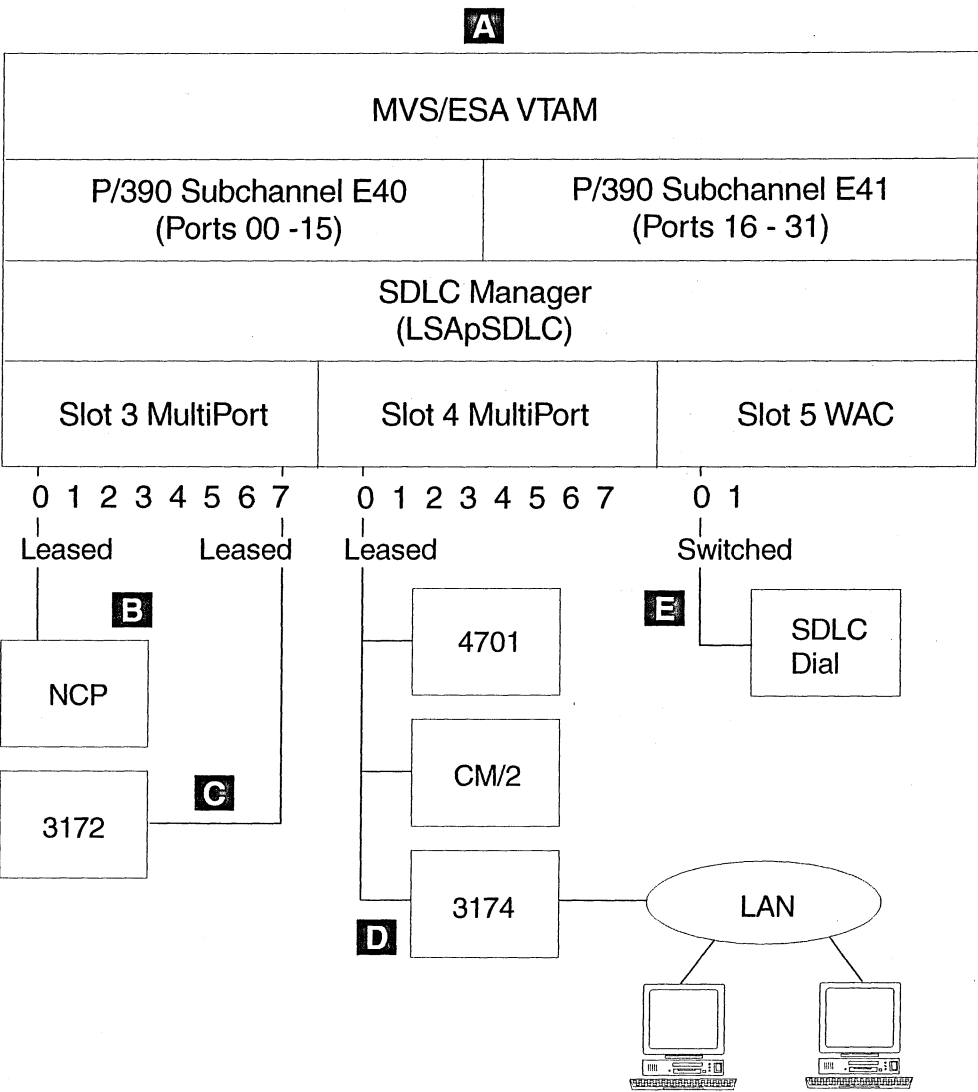 A
MVS/ESA VTAM
P/390 Subchannel E40
(Ports 00 -15)
P/390 Subchannel E41
(Ports 16 - 31)
SDLC Manager
(LSApSDLC)
Slot 3 MultiPort
Slot 4 MultiPort
Slot 5 WAC
0 1 2 3 4 5 6 7
0 1 2 3 4 5 6 7
0 1
Leased
Leased
Leased
Switched
B
NCP
C
3172
4701
CM/2
D
3174
LAN
E
SDLC
Dial